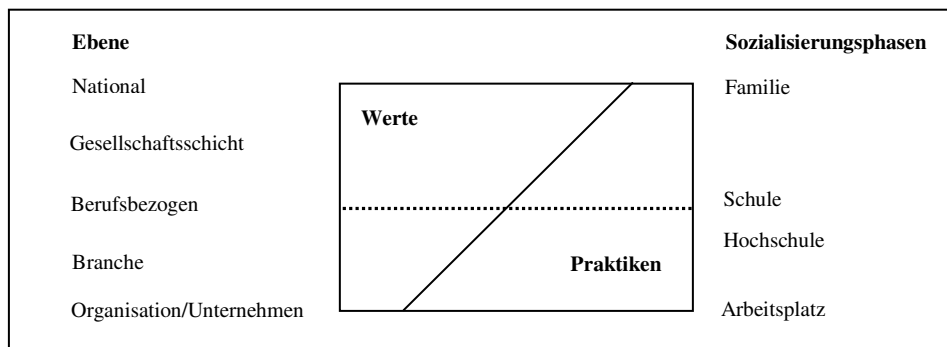 Ebene
Sozialisierungsphasen
National
Familie
Werte
Gesellschaftsschicht
Berufsbezogen
Schule
Hochschule
Branche
Praktiken
Organisation/Unternehmen
Arbeitsplatz